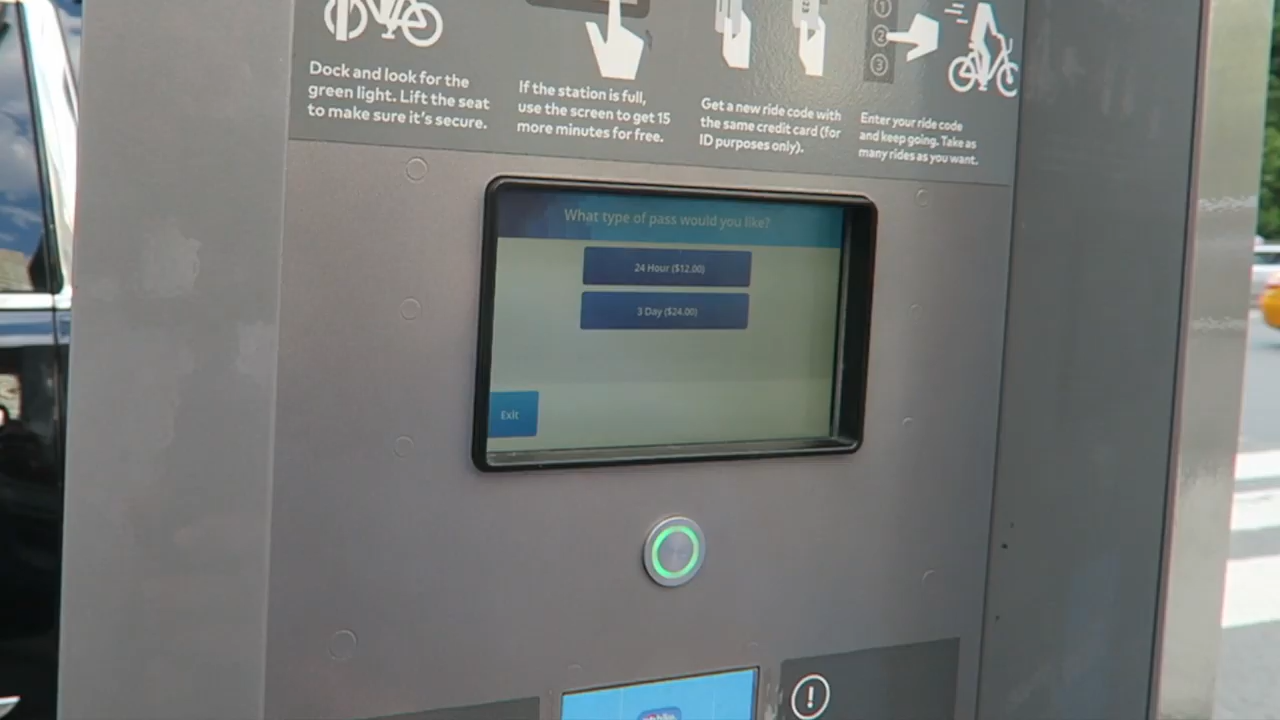 Dock and look for the
green light. Lift the seat
to make sure it's secure.
If the station is full,
use the screen to get 15
more minutes for free.
Get a new ride code with
the same credit card (for
ID purposes only).
1
2
3
Enter your ride code
and keep going. Take as
many rides as you want.
What type of pass would you like?
24 Hour ($12.00)
3 Day ($24.00)
Exit